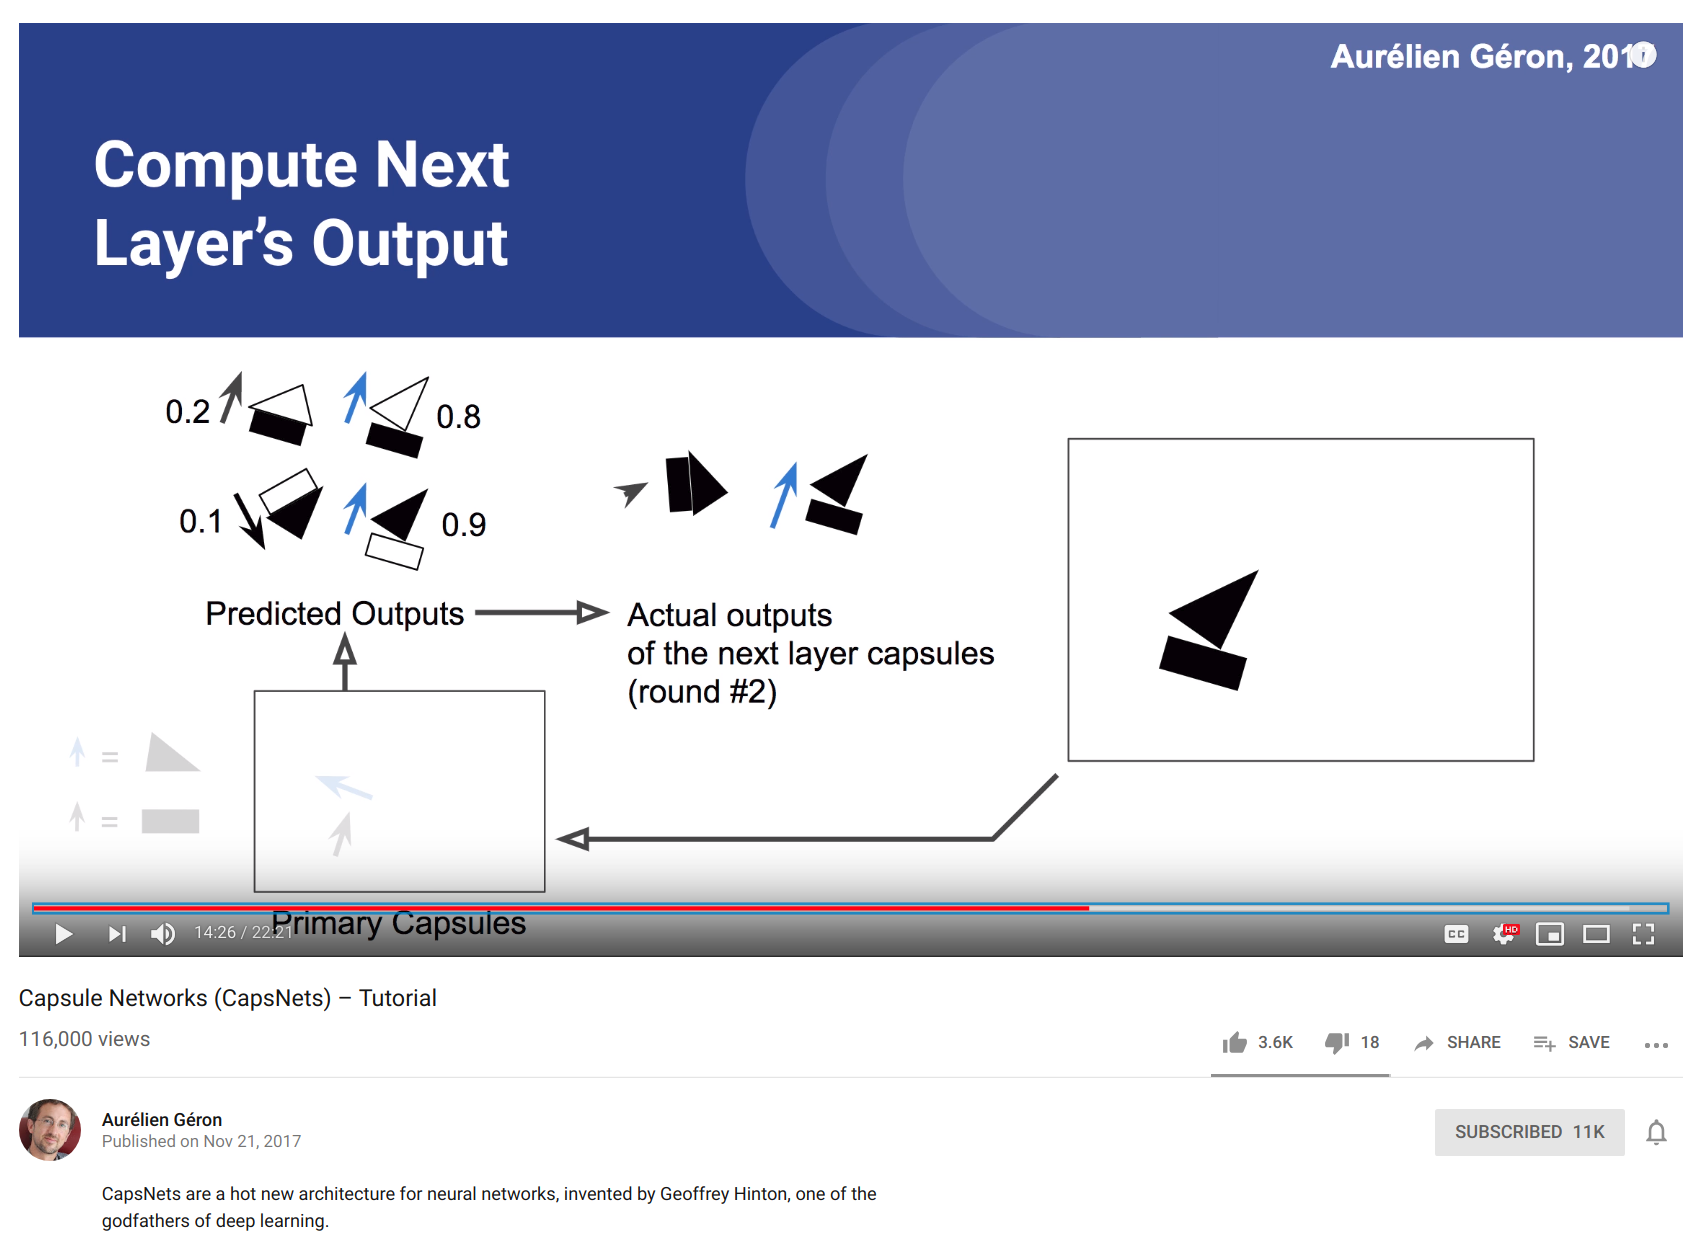 Aurélien Géron, 2017
Compute Next
Layer's Output
0.2
0.8
0.1
0.9
Predicted Outputs
Actual outputs
of the next layer capsules
(round #2)
=
=
Primary Capsules
14:26 / 22:21
CC
HD
Capsule Networks (CapsNets) – Tutorial
116,000 views
3.6K
18
SHARE
SAVE
Aurélien Géron
Published on Nov 21, 2017
SUBSCRIBED 11K
CapsNets are a hot new architecture for neural networks, invented by Geoffrey Hinton, one of the
godfathers of deep learning.